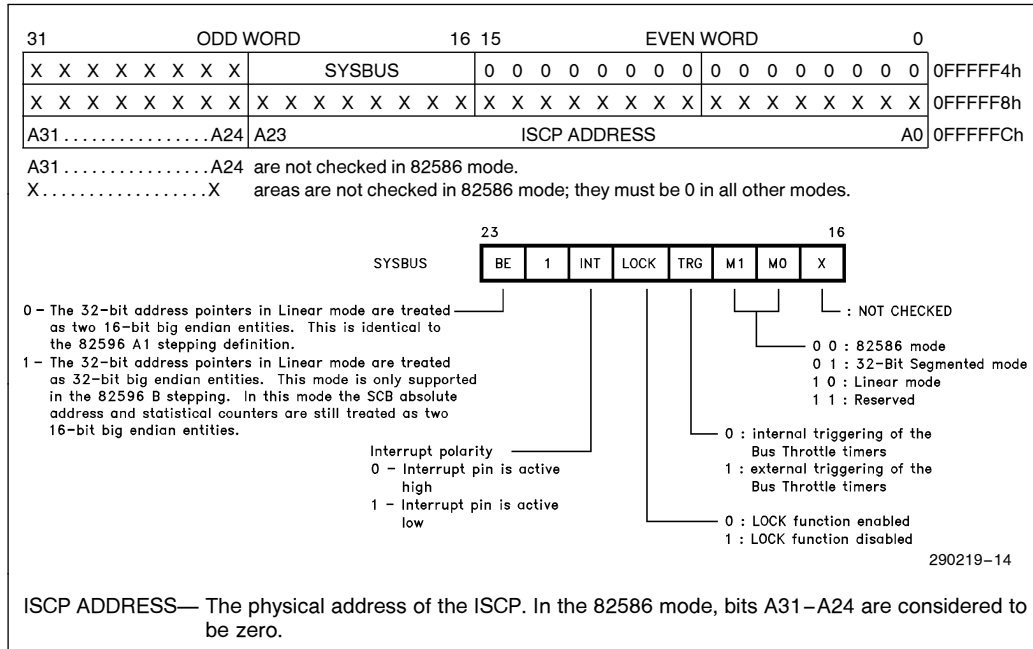 31 ODD WORD 16 15 EVEN WORD 0
X X X X X X X X SYSBUS 0 0 0 0 0 0 0 0 0 0 0 0 0 0 0 0 0FFFFF4h
X X X X X X X X X X X X X X X X X X X X X X X X X X X X X X X X 0FFFFF8h
A31 . . . . . . . . . . . . . . . . A24 A23 ISCP ADDRESS A0 0FFFFFCh
A31 . . . . . . . . . . . . . . . . A24 are not checked in 82586 mode.
X . . . . . . . . . . . . . . . . . . X areas are not checked in 82586 mode; they must be 0 in all other modes.
23 16
SYSBUS BE 1 INT LOCK TRG M1 M0 X
0 – The 32-bit address pointers in Linear mode are treated
as two 16-bit big endian entities. This is identical to
the 82596 A1 stepping definition.
1 – The 32-bit address pointers in Linear mode are treated
as 32-bit big endian entities. This mode is only supported
in the 82596 B stepping. In this mode the SCB absolute
address and statistical counters are still treated as two
16-bit big endian entities.
Interrupt polarity
0 – Interrupt pin is active
high
1 – Interrupt pin is active
low
: NOT CHECKED
0 0 : 82586 mode
0 1 : 32-Bit Segmented mode
1 0 : Linear mode
1 1 : Reserved
0 : internal triggering of the
Bus Throttle timers
1 : external triggering of the
Bus Throttle timers
0 : LOCK function enabled
1 : LOCK function disabled
290219–14
ISCP ADDRESS— The physical address of the ISCP. In the 82586 mode, bits A31–A24 are considered to
be zero.